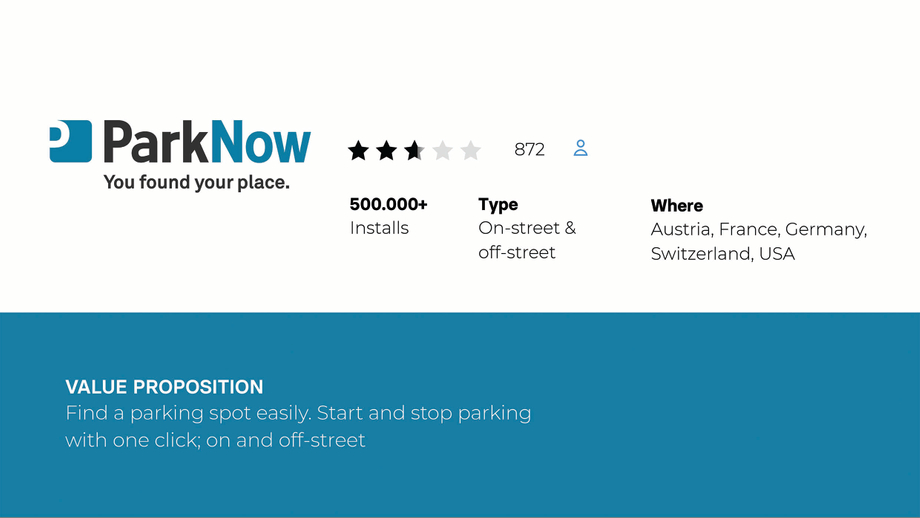 P ParkNow
You found your place.
872
500.000+
Installs
Type
On-street &
off-street
Where
Austria, France, Germany,
Switzerland, USA
VALUE PROPOSITION
Find a parking spot easily. Start and stop parking
with one click; on and off-street